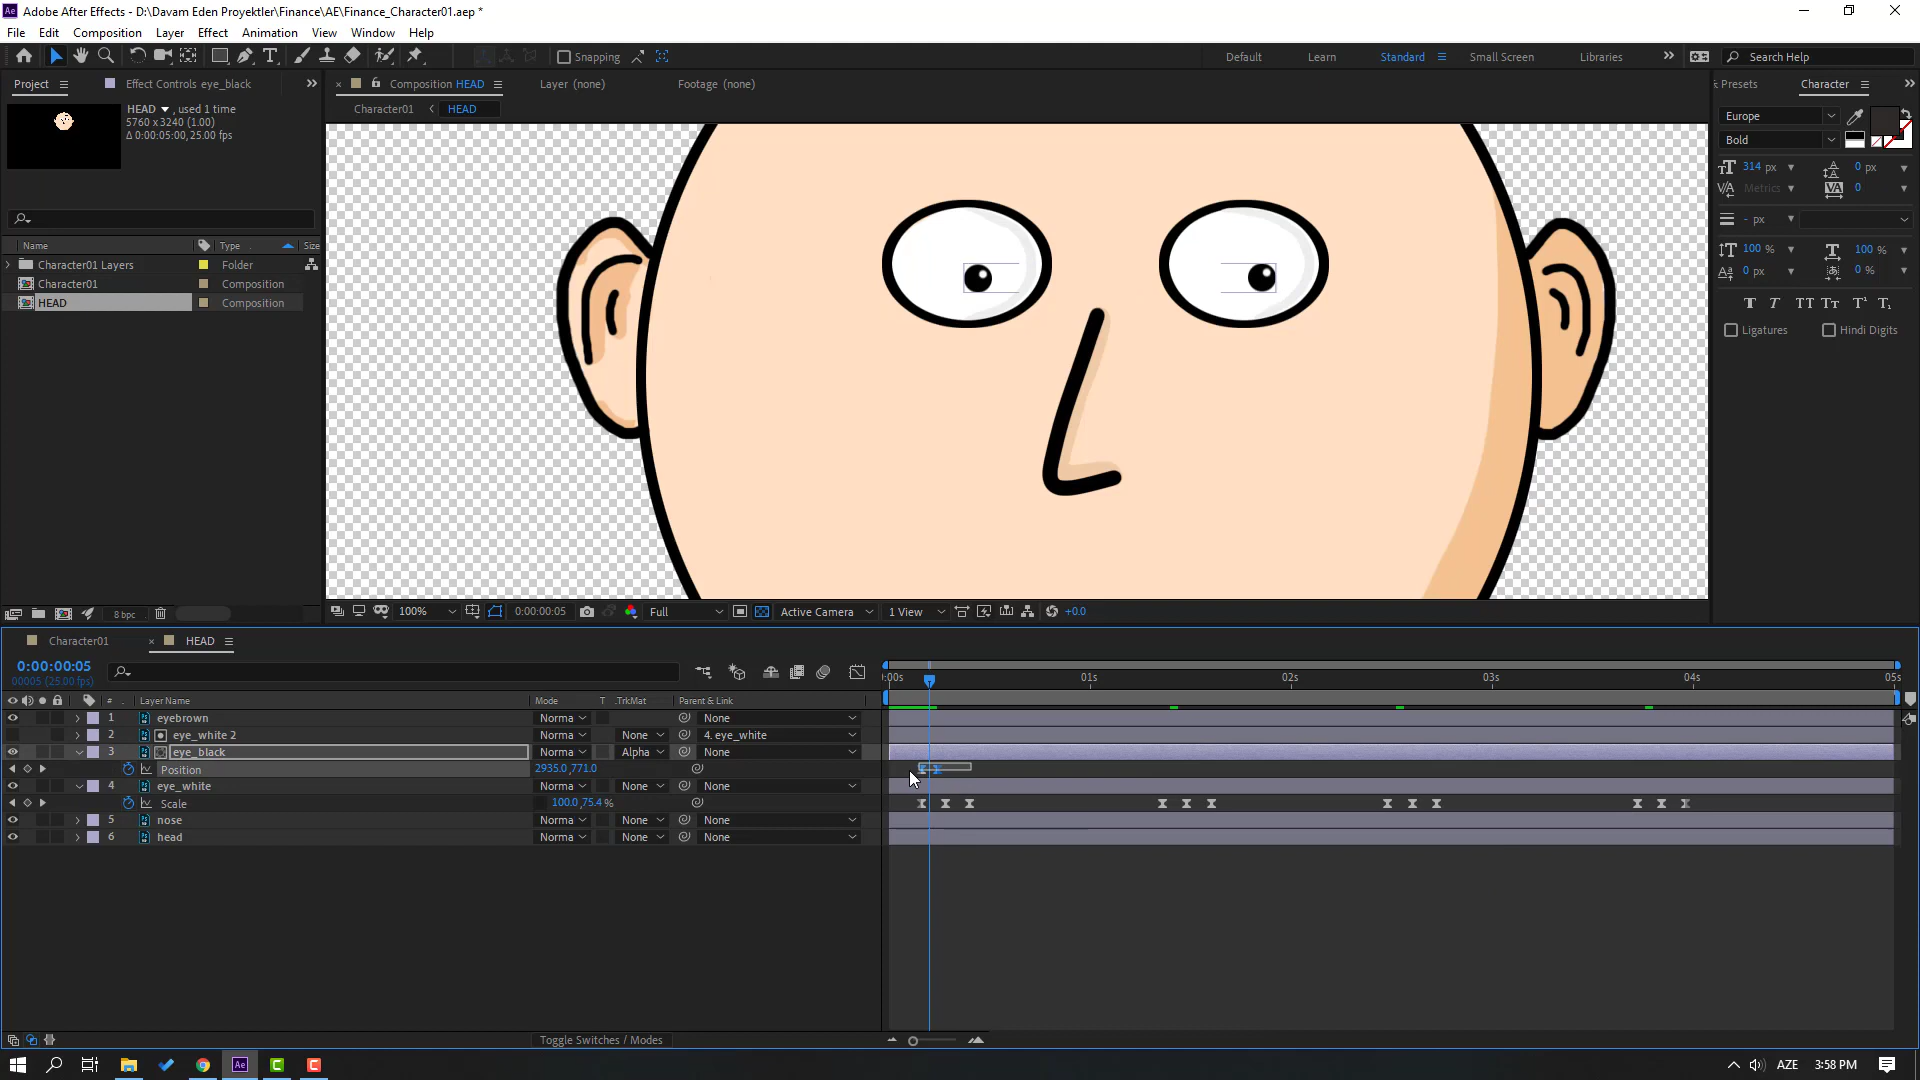 Adobe After Effects - D:\Davam Eden Proyektler\Finance\AE\Finance_Character01.aep *
File Edit Composition Layer Effect Animation View Window Help
Snapping Default Learn Standard Small Screen Libraries Search Help
Project Effect Controls eye_black Composition HEAD Layer (none) Footage (none) Presets Character
HEAD , used 1 time
5760 x 3240 (1.00)
Δ 0:00:05:00, 25.00 fps
Character01 HEAD
Europe
Bold
314 px 0 px
Metrics VA 0
- px
100 % 100 %
0 px 0 %
Ligatures Hindi Digits
Name Type Size
Character01 Layers Folder
Character01 Composition
HEAD Composition
8 bpc
100% 0:00:00:05 Full Active Camera 1 View +0.0
Character01 HEAD
0:00:00:05
00005 (25.00 fps)
:00s 01s 02s 03s 04s 05s
# Layer Name Mode T TrkMat Parent & Link
1 eyebrown Norma None
2 eye_white 2 Norma None 4. eye_white
3 eye_black Norma Alpha None
Position 2935.0,771.0
4 eye_white Norma None None
Scale 100.0,75.4 %
5 nose Norma None None
6 head Norma None None
Toggle Switches / Modes
Ae AZE 3:58 PM